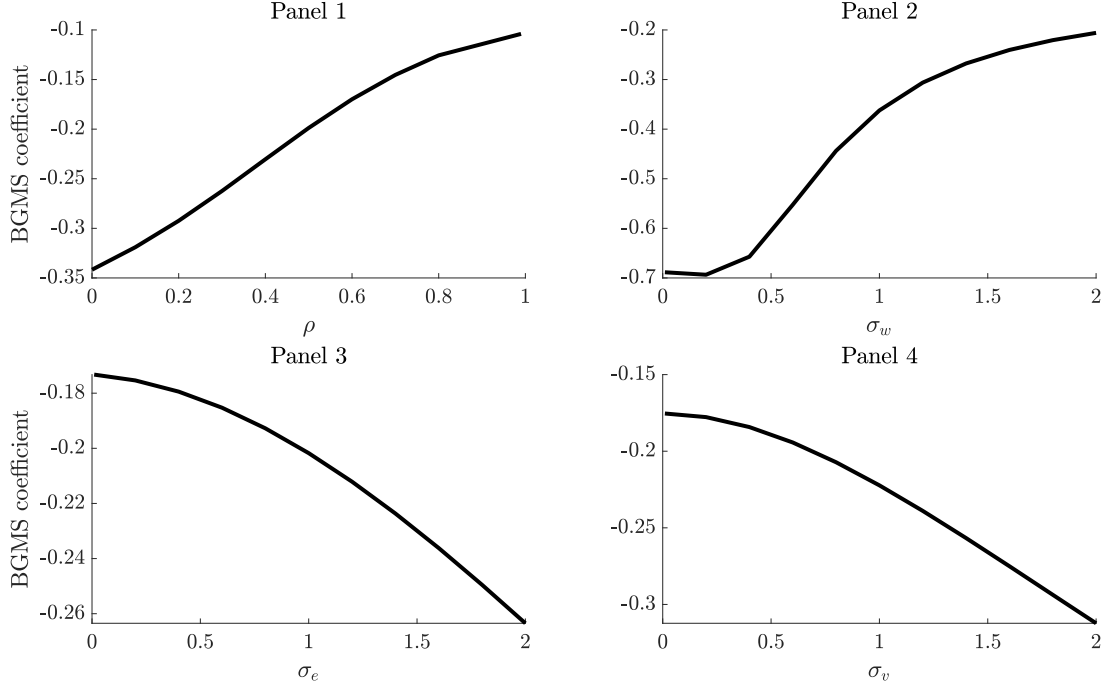 Panel 1
-0.1
-0.15
-0.2
-0.25
-0.3
-0.35
BGMS coefficient
0 0.2 0.4 0.6 0.8 1
ρ
Panel 2
-0.2
-0.3
-0.4
-0.5
-0.6
-0.7
0 0.5 1 1.5 2
σ_w
Panel 3
-0.18
-0.2
-0.22
-0.24
-0.26
BGMS coefficient
0 0.5 1 1.5 2
σ_e
Panel 4
-0.15
-0.2
-0.25
-0.3
0 0.5 1 1.5 2
σ_v